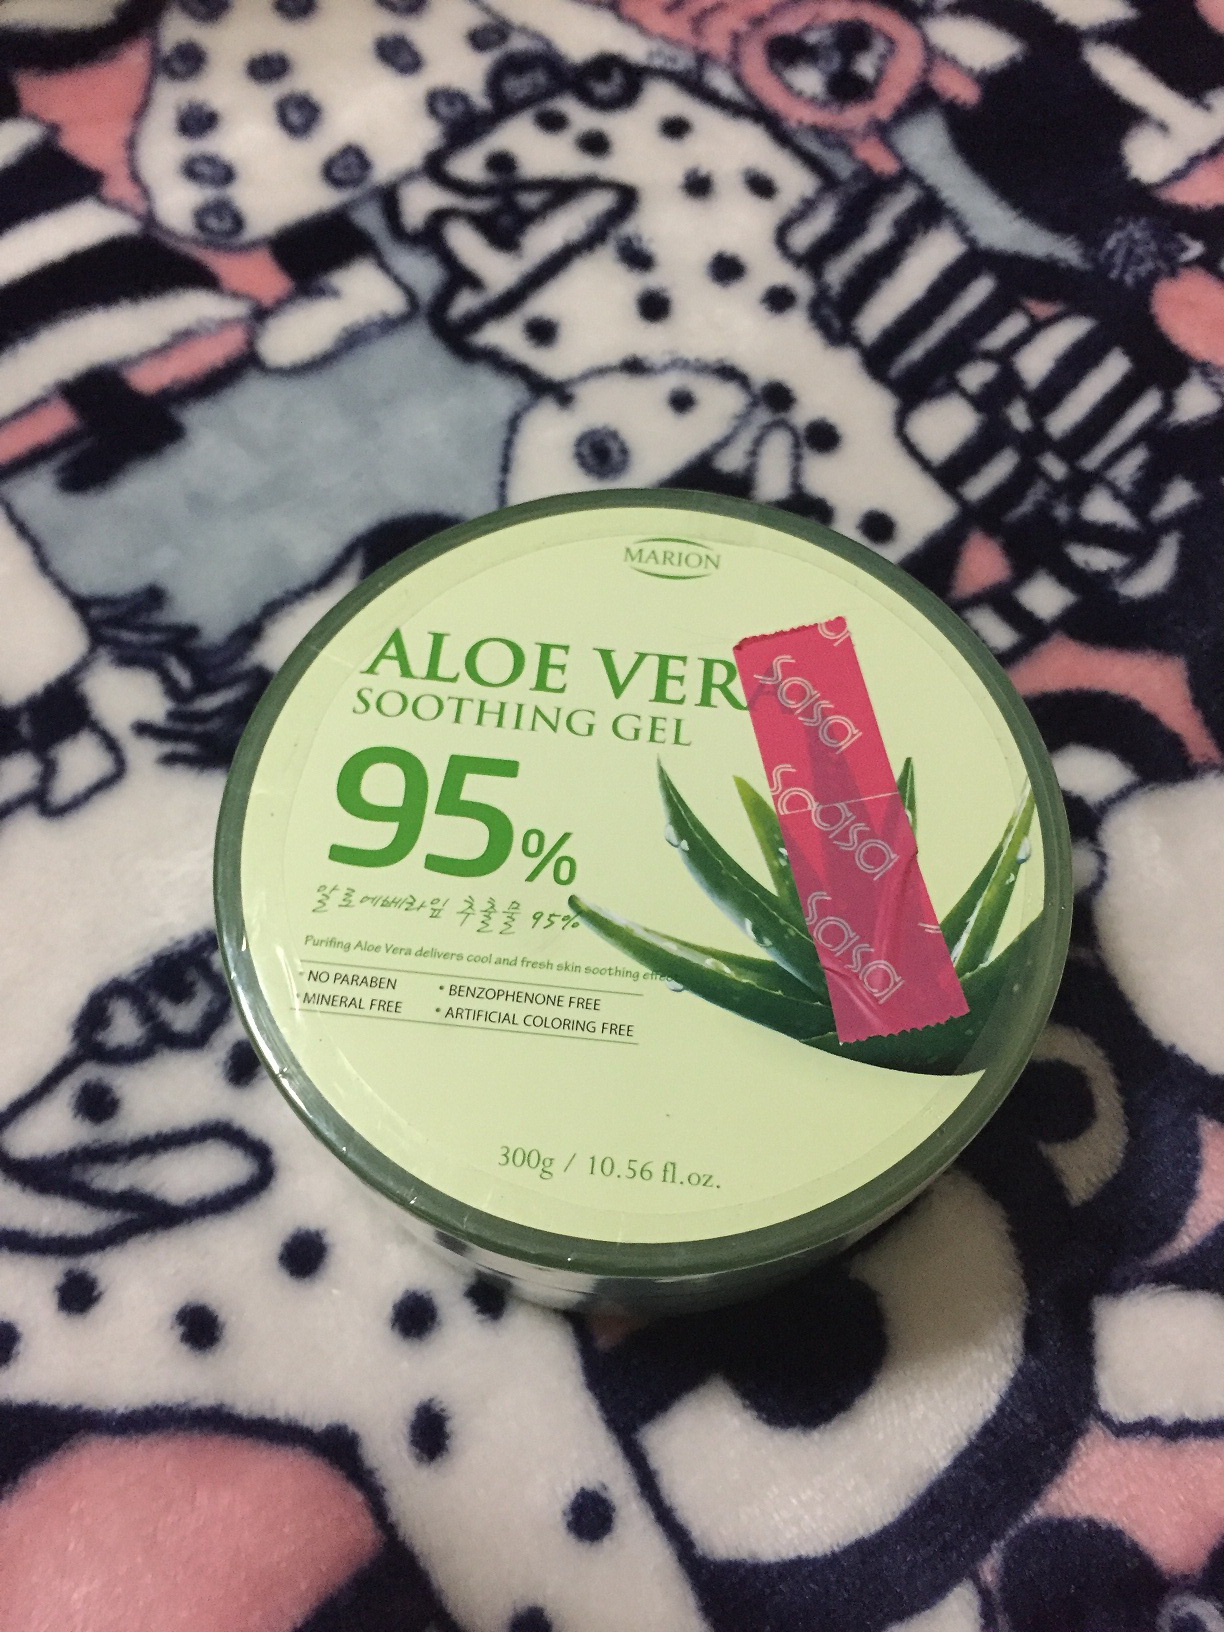 MARION
ALOE VERA
SOOTHING GEL
95%
알로에베라잎 추출물 95%
Purifing Aloe Vera delivers cool and fresh skin soothing effect
* NO PARABEN
* BENZOPHENONE FREE
* MINERAL FREE
* ARTIFICIAL COLORING FREE
300g / 10.56 fl.oz.
sasa
sasa
sasa